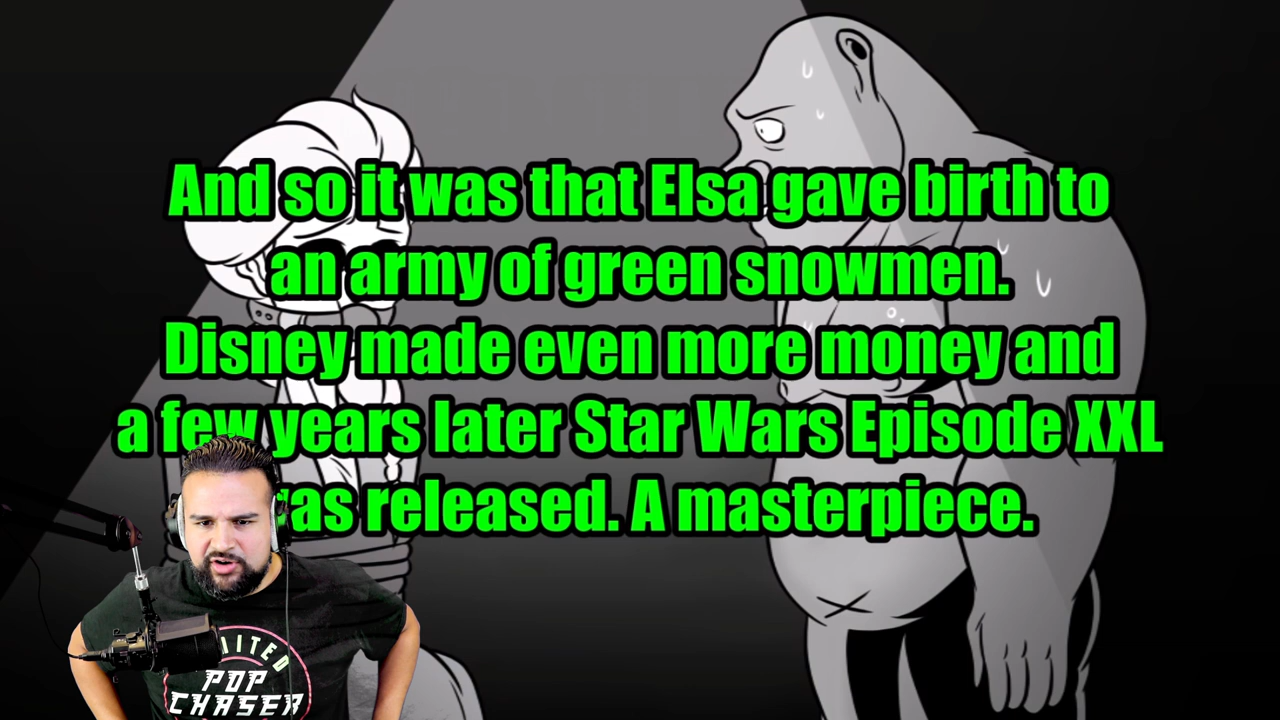 And so it was that Elsa gave birth to
an army of green snowmen.
Disney made even more money and
a few years later Star Wars Episode XXL
was released. A masterpiece.
POP
CHASER